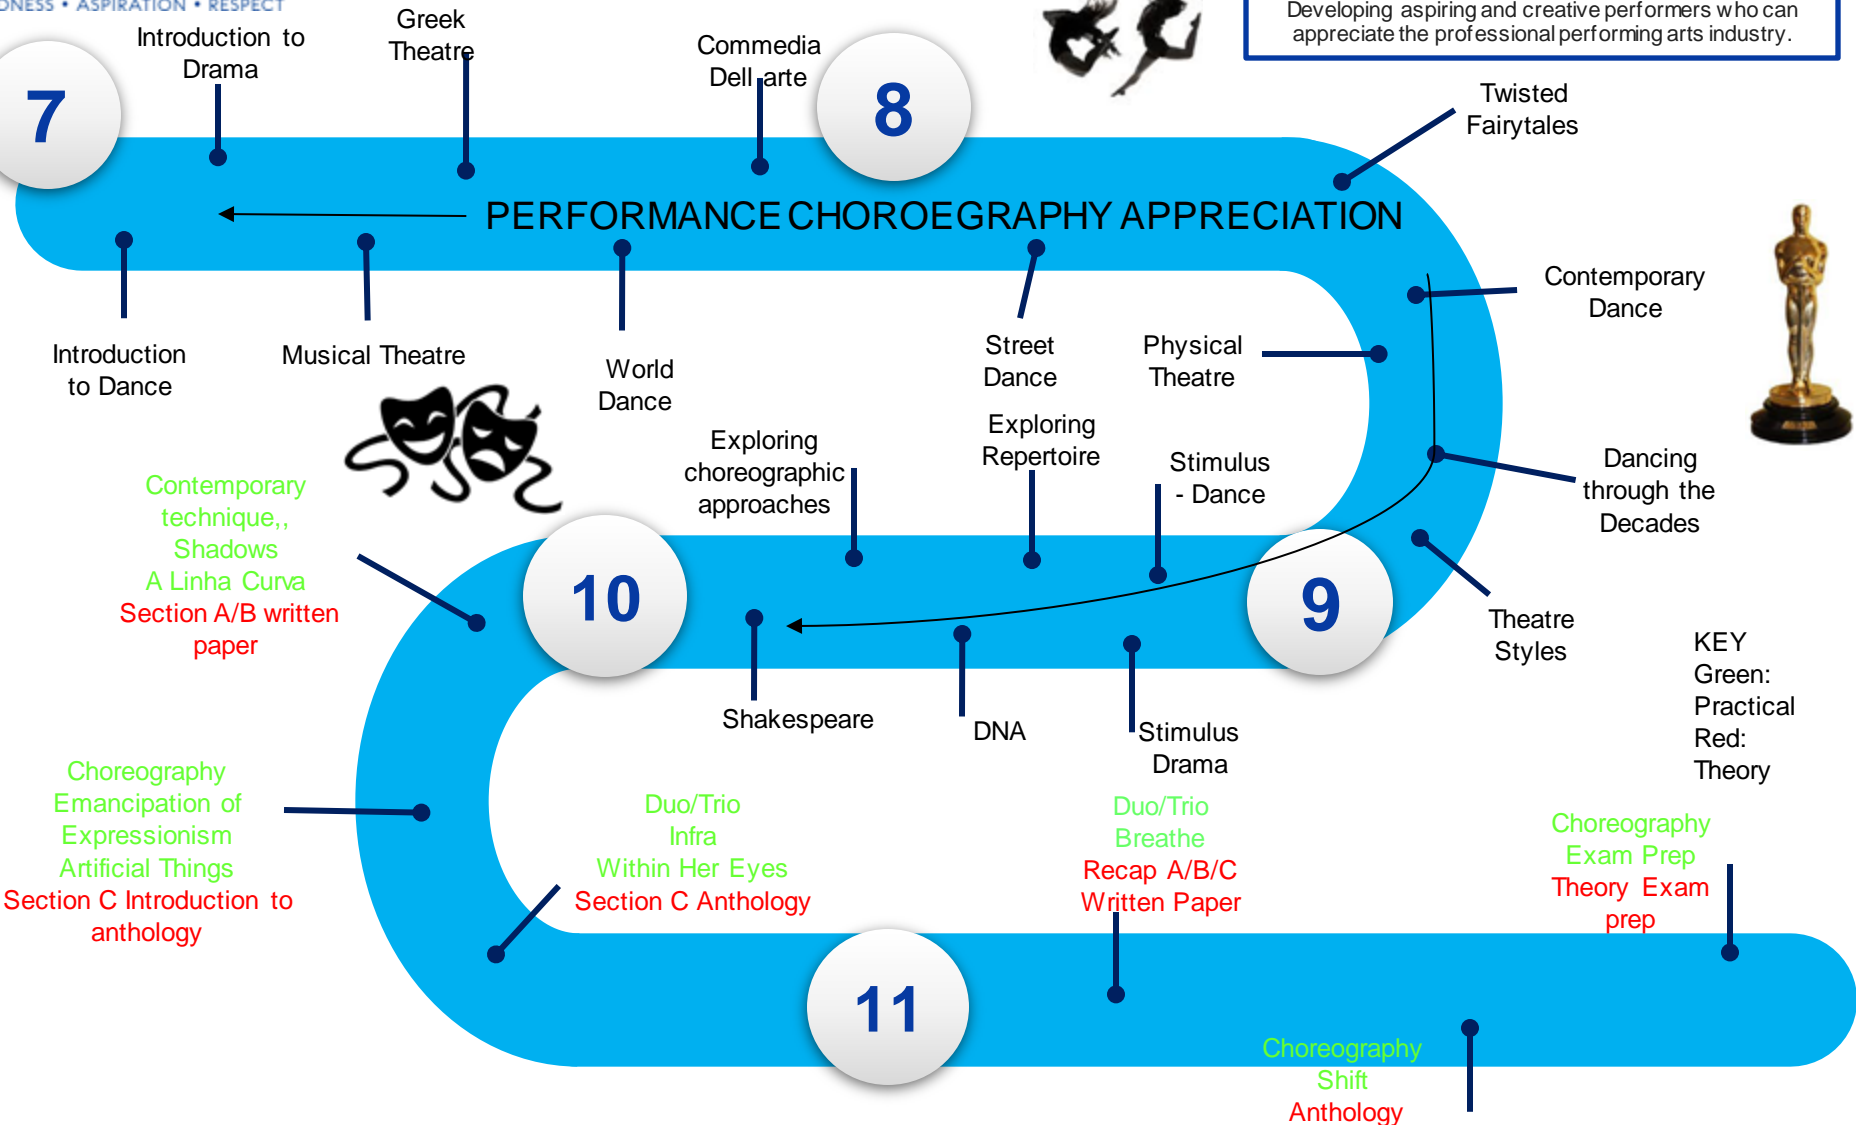 • ASPIRATION • RESPECT
Developing aspiring and creative performers who can
appreciate the professional performing arts industry.
7
Introduction to
Drama
Greek
Theatre
Commedia
Dell arte
8
Twisted
Fairytales
PERFORMANCE CHOROEGRAPHY APPRECIATION
Introduction
to Dance
Musical Theatre
World
Dance
Street
Dance
Physical
Theatre
Contemporary
Dance
Dancing
through the
Decades
Theatre
Styles
9
Stimulus
- Dance
Exploring
Repertoire
Exploring
choreographic
approaches
Stimulus
Drama
DNA
Shakespeare
10
Contemporary
technique,,
Shadows
A Linha Curva
Section A/B written
paper
Choreography
Emancipation of
Expressionism
Artificial Things
Section C Introduction to
anthology
Duo/Trio
Infra
Within Her Eyes
Section C Anthology
11
Duo/Trio
Breathe
Recap A/B/C
Written Paper
Choreography
Shift
Anthology
Choreography
Exam Prep
Theory Exam
prep
KEY
Green:
Practical
Red:
Theory